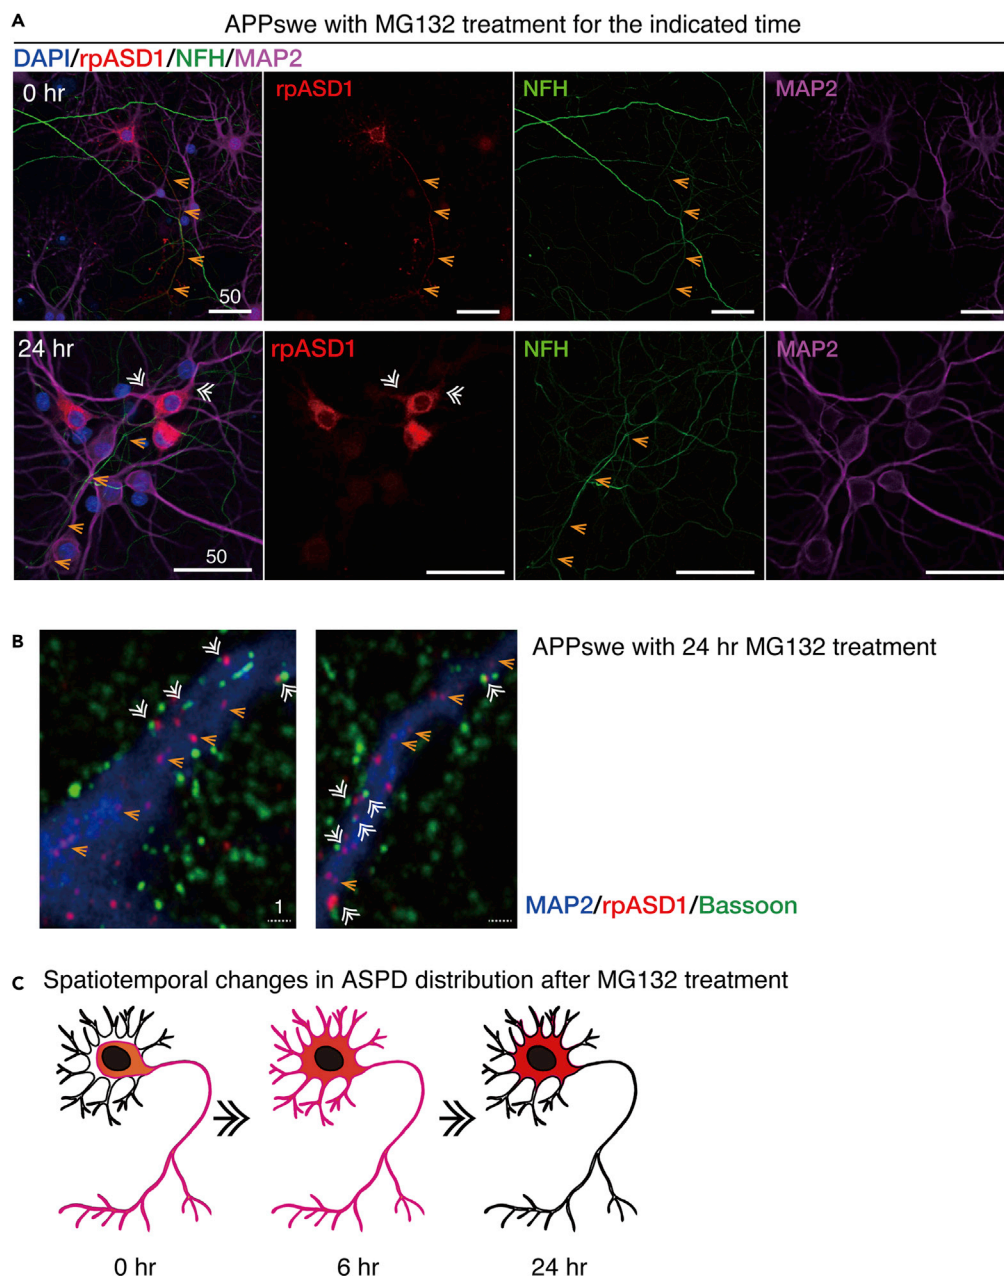 A
APPswe with MG132 treatment for the indicated time
DAPI/rpASD1/NFH/MAP2
0 hr
rpASD1
NFH
MAP2
50
24 hr
rpASD1
NFH
MAP2
50
B
APPswe with 24 hr MG132 treatment
1
MAP2/rpASD1/Bassoon
C Spatiotemporal changes in ASPD distribution after MG132 treatment
0 hr
6 hr
24 hr